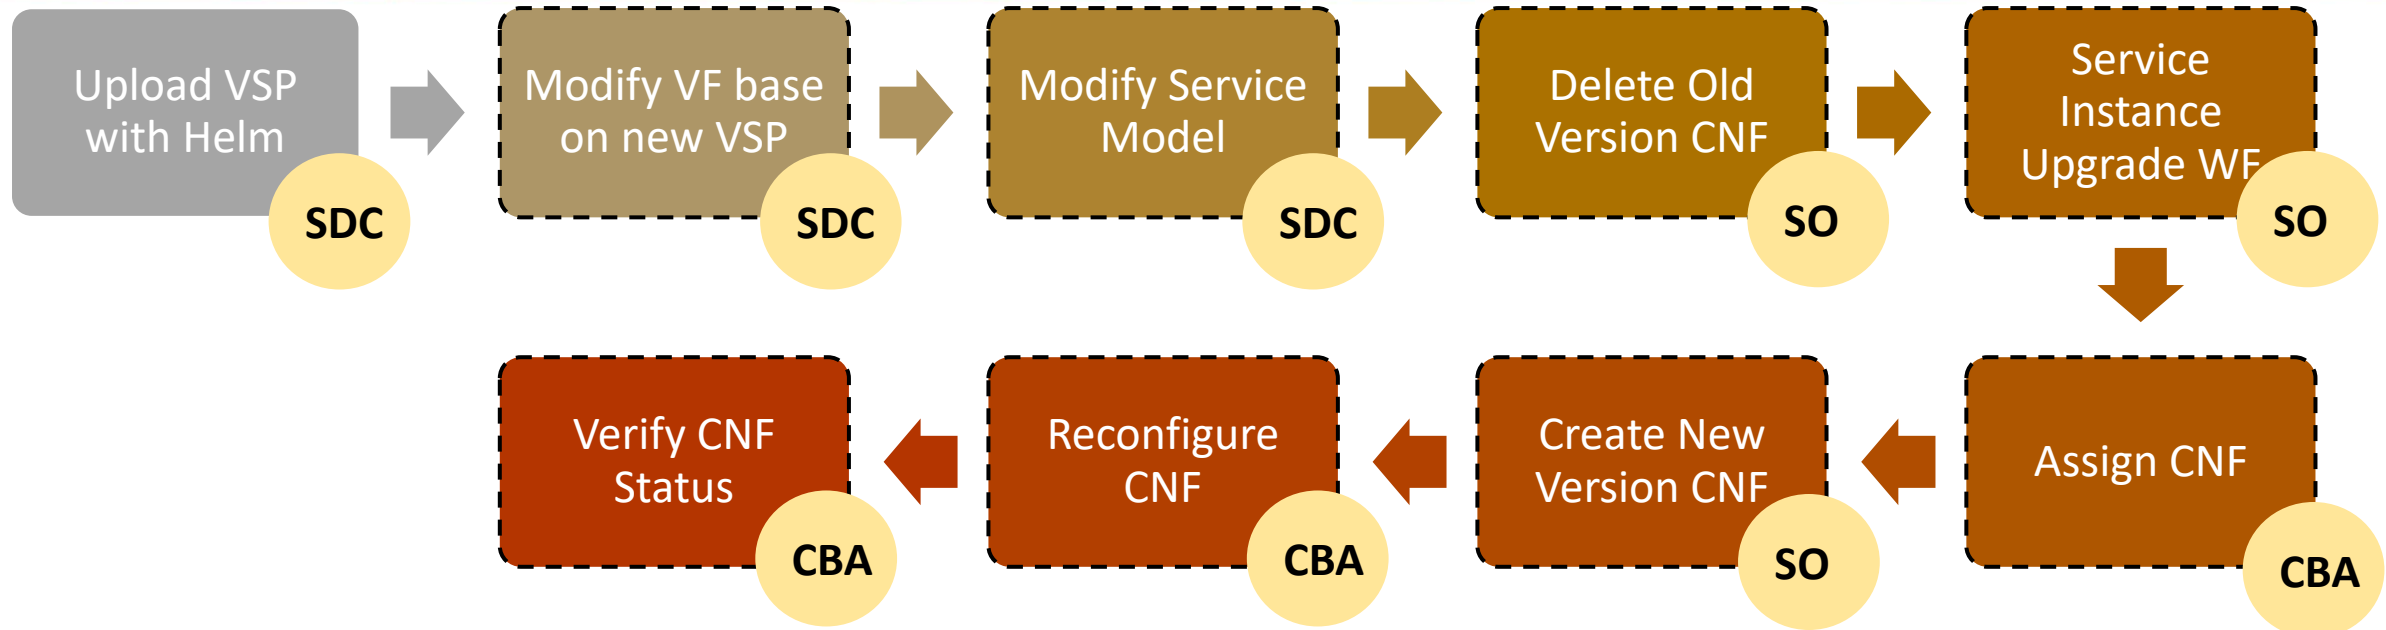 Upload VSP
with Helm
SDC
Modify VF base
on new VSP
SDC
Modify Service
Model
SDC
Delete Old
Version CNF
SO
Service
Instance
Upgrade WF
SO
Assign CNF
CBA
Create New
Version CNF
SO
Reconfigure
CNF
CBA
Verify CNF
Status
CBA